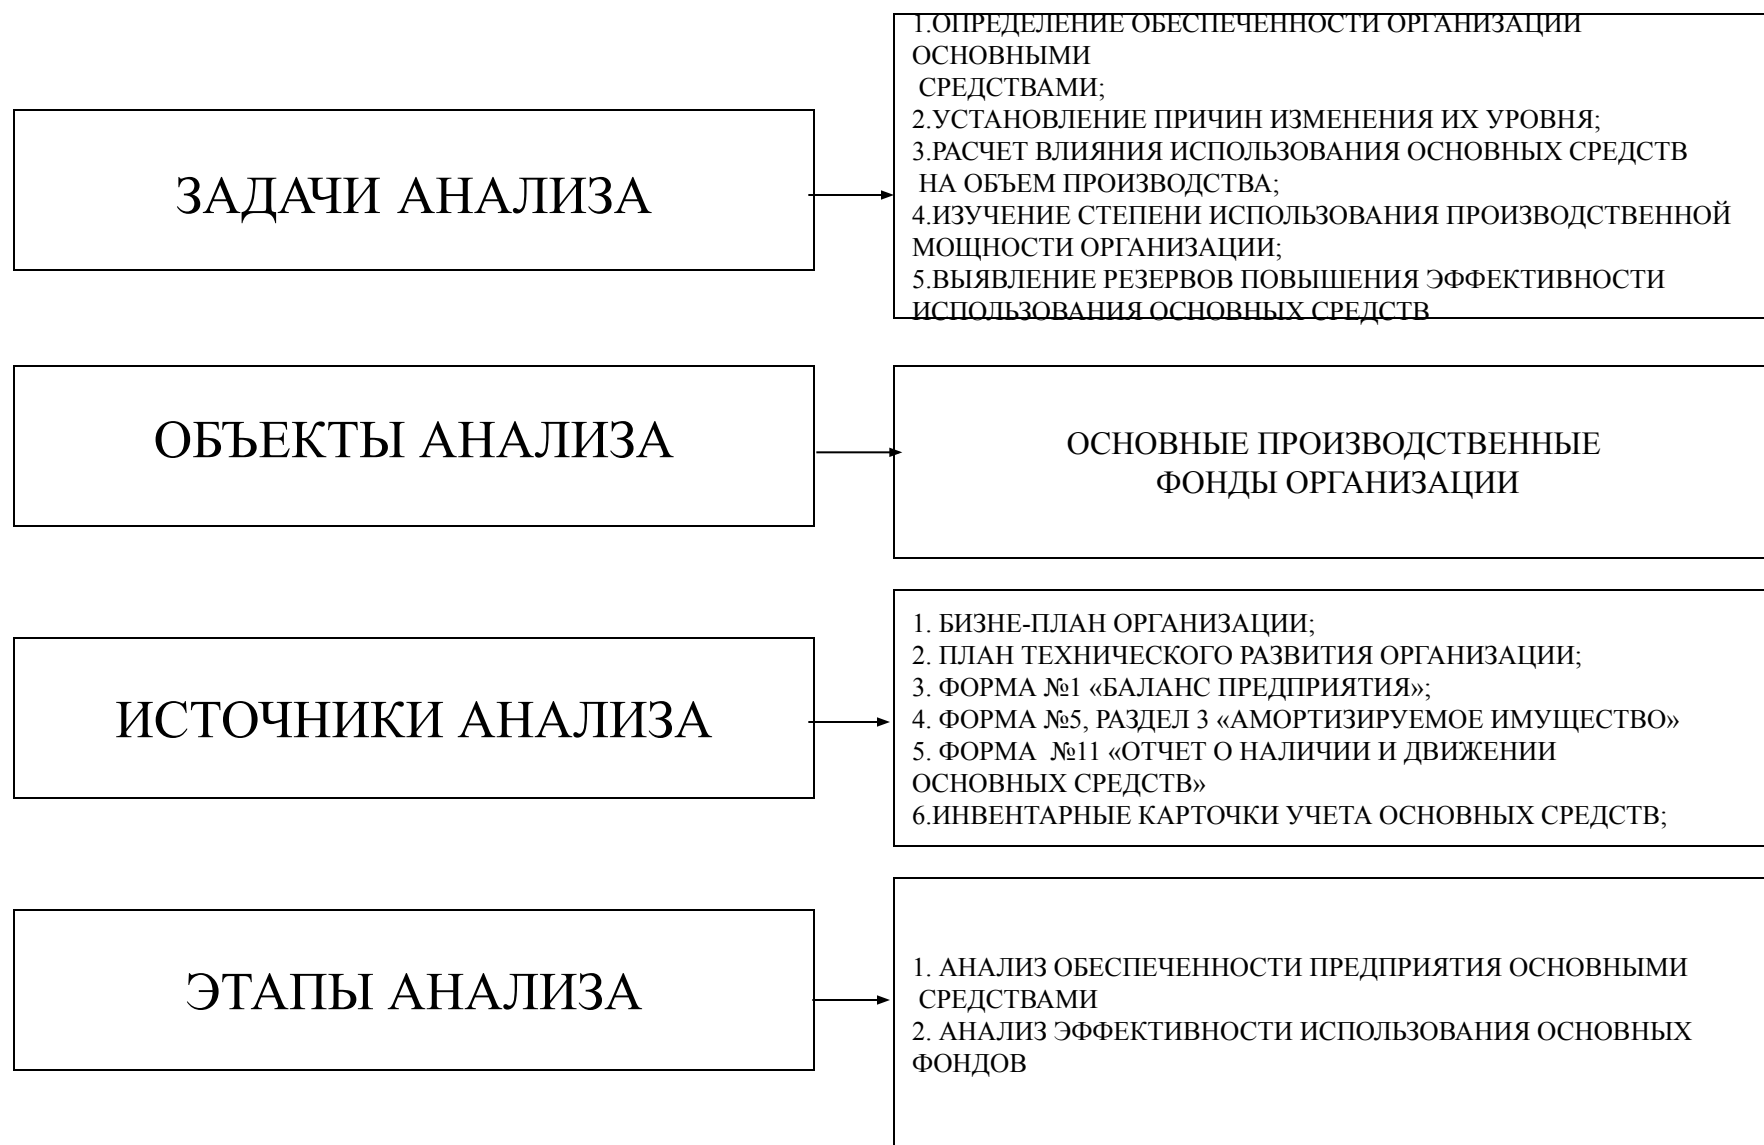 ЗАДАЧИ АНАЛИЗА
1.ОПРЕДЕЛЕНИЕ ОБЕСПЕЧЕННОСТИ ОРГАНИЗАЦИИ
ОСНОВНЫМИ
СРЕДСТВАМИ;
2.УСТАНОВЛЕНИЕ ПРИЧИН ИЗМЕНЕНИЯ ИХ УРОВНЯ;
3.РАСЧЕТ ВЛИЯНИЯ ИСПОЛЬЗОВАНИЯ ОСНОВНЫХ СРЕДСТВ
НА ОБЪЕМ ПРОИЗВОДСТВА;
4.ИЗУЧЕНИЕ СТЕПЕНИ ИСПОЛЬЗОВАНИЯ ПРОИЗВОДСТВЕННОЙ
МОЩНОСТИ ОРГАНИЗАЦИИ;
5.ВЫЯВЛЕНИЕ РЕЗЕРВОВ ПОВЫШЕНИЯ ЭФФЕКТИВНОСТИ
ИСПОЛЬЗОВАНИЯ ОСНОВНЫХ СРЕДСТВ
ОБЪЕКТЫ АНАЛИЗА
ОСНОВНЫЕ ПРОИЗВОДСТВЕННЫЕ
ФОНДЫ ОРГАНИЗАЦИИ
ИСТОЧНИКИ АНАЛИЗА
1. БИЗНЕ-ПЛАН ОРГАНИЗАЦИИ;
2. ПЛАН ТЕХНИЧЕСКОГО РАЗВИТИЯ ОРГАНИЗАЦИИ;
3. ФОРМА №1 «БАЛАНС ПРЕДПРИЯТИЯ»;
4. ФОРМА №5, РАЗДЕЛ 3 «АМОРТИЗИРУЕМОЕ ИМУЩЕСТВО»
5. ФОРМА №11 «ОТЧЕТ О НАЛИЧИИ И ДВИЖЕНИИ
ОСНОВНЫХ СРЕДСТВ»
6.ИНВЕНТАРНЫЕ КАРТОЧКИ УЧЕТА ОСНОВНЫХ СРЕДСТВ;
ЭТАПЫ АНАЛИЗА
1. АНАЛИЗ ОБЕСПЕЧЕННОСТИ ПРЕДПРИЯТИЯ ОСНОВНЫМИ
СРЕДСТВАМИ
2. АНАЛИЗ ЭФФЕКТИВНОСТИ ИСПОЛЬЗОВАНИЯ ОСНОВНЫХ
ФОНДОВ